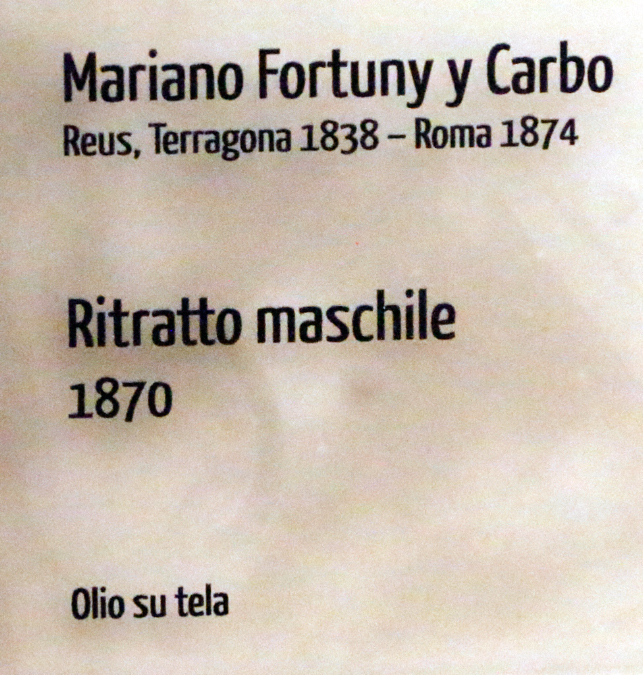 Mariano Fortuny y Carbo
Reus, Terragona 1838 – Roma 1874
Ritratto maschile
1870
Olio su tela